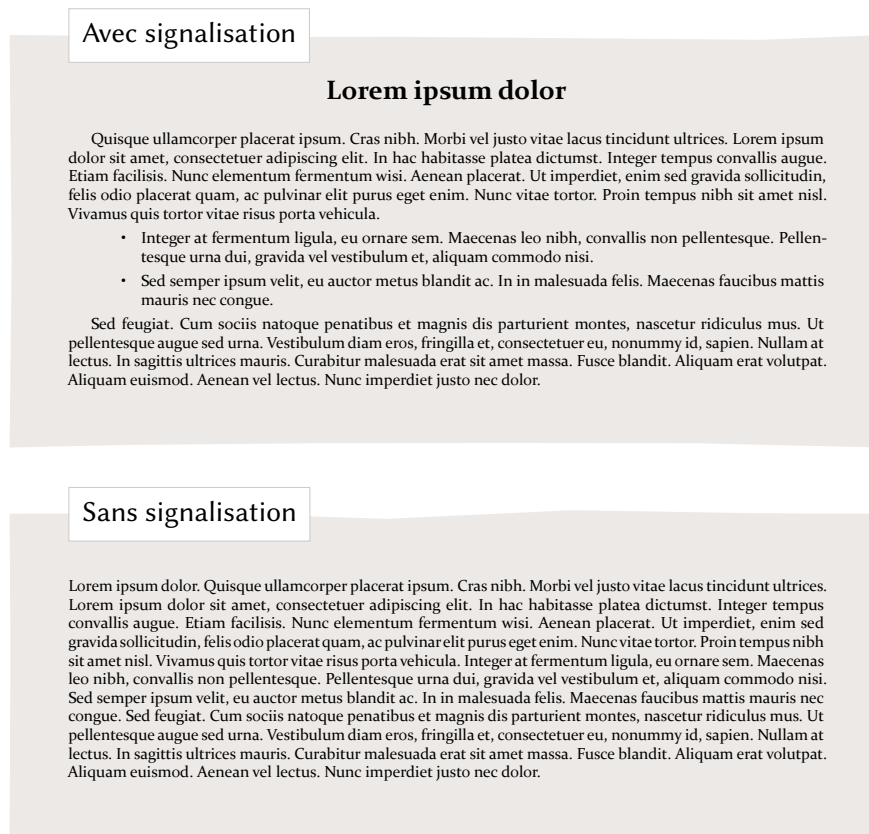 Avec signalisation
Lorem ipsum dolor
Quisque ullamcorper placerat ipsum. Cras nibh. Morbi vel justo vitae lacus tincidunt ultrices. Lorem ipsum
dolor sit amet, consectetuer adipiscing elit. In hac habitasse platea dictumst. Integer tempus convallis augue.
Etiam facilisis. Nunc elementum fermentum wisi. Aenean placerat. Ut imperdiet, enim sed gravida sollicitudin,
felis odio placerat quam, ac pulvinar elit purus eget enim. Nunc vitae tortor. Proin tempus nibh sit amet nisl.
Vivamus quis tortor vitae risus porta vehicula.
• Integer at fermentum ligula, eu ornare sem. Maecenas leo nibh, convallis non pellentesque. Pellen-
tesque urna dui, gravida vel vestibulum et, aliquam commodo nisi.
• Sed semper ipsum velit, eu auctor metus blandit ac. In in malesuada felis. Maecenas faucibus mattis
mauris nec congue.
Sed feugiat. Cum sociis natoque penatibus et magnis dis parturient montes, nascetur ridiculus mus. Ut
pellentesque augue sed urna. Vestibulum diam eros, fringilla et, consectetuer eu, nonummy id, sapien. Nullam at
lectus. In sagittis ultrices mauris. Curabitur malesuada erat sit amet massa. Fusce blandit. Aliquam erat volutpat.
Aliquam euismod. Aenean vel lectus. Nunc imperdiet justo nec dolor.
Sans signalisation
Lorem ipsum dolor. Quisque ullamcorper placerat ipsum. Cras nibh. Morbi vel justo vitae lacus tincidunt ultrices.
Lorem ipsum dolor sit amet, consectetuer adipiscing elit. In hac habitasse platea dictumst. Integer tempus
convallis augue. Etiam facilisis. Nunc elementum fermentum wisi. Aenean placerat. Ut imperdiet, enim sed
gravida sollicitudin, felis odio placerat quam, ac pulvinar elit purus eget enim. Nunc vitae tortor. Proin tempus nibh
sit amet nisl. Vivamus quis tortor vitae risus porta vehicula. Integer at fermentum ligula, eu ornare sem. Maecenas
leo nibh, convallis non pellentesque. Pellentesque urna dui, gravida vel vestibulum et, aliquam commodo nisi.
Sed semper ipsum velit, eu auctor metus blandit ac. In in malesuada felis. Maecenas faucibus mattis mauris nec
congue. Sed feugiat. Cum sociis natoque penatibus et magnis dis parturient montes, nascetur ridiculus mus. Ut
pellentesque augue sed urna. Vestibulum diam eros, fringilla et, consectetuer eu, nonummy id, sapien. Nullam at
lectus. In sagittis ultrices mauris. Curabitur malesuada erat sit amet massa. Fusce blandit. Aliquam erat volutpat.
Aliquam euismod. Aenean vel lectus. Nunc imperdiet justo nec dolor.